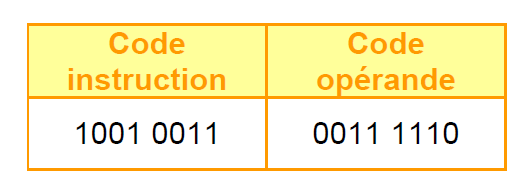 Code instruction
Code opérande
1001 0011
0011 1110